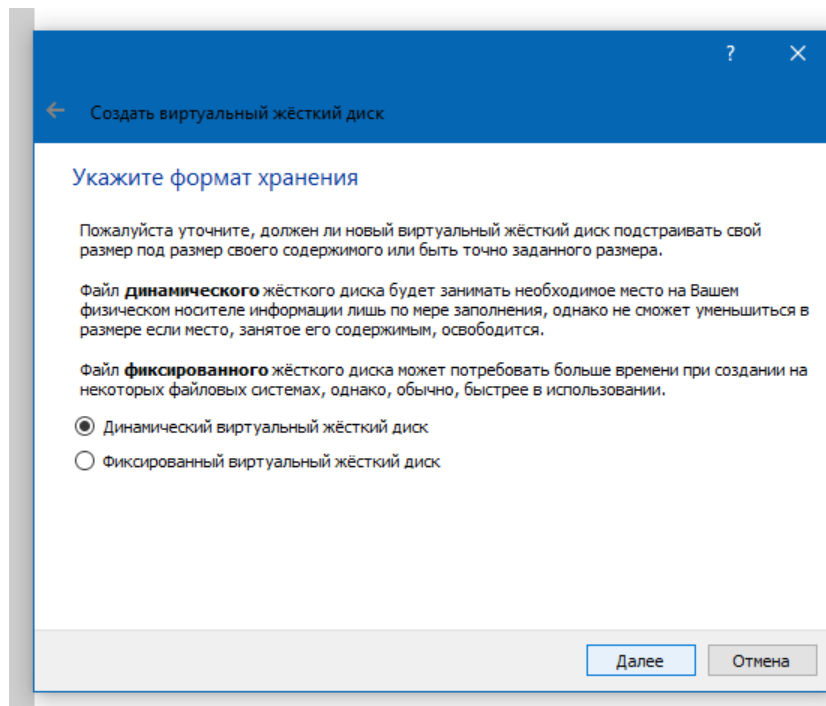 ?
Создать виртуальный жёсткий диск
Укажите формат хранения
Пожалуйста уточните, должен ли новый виртуальный жёсткий диск подстраивать свой
размер под размер своего содержимого или быть точно заданного размера.
Файл динамического жёсткого диска будет занимать необходимое место на Вашем
физическом носителе информации лишь по мере заполнения, однако не сможет уменьшиться в
размере если место, занятое его содержимым, освободится.
Файл фиксированного жёсткого диска может потребовать больше времени при создании на
некоторых файловых системах, однако, обычно, быстрее в использовании.
Динамический виртуальный жёсткий диск
Фиксированный виртуальный жёсткий диск
Далее Отмена